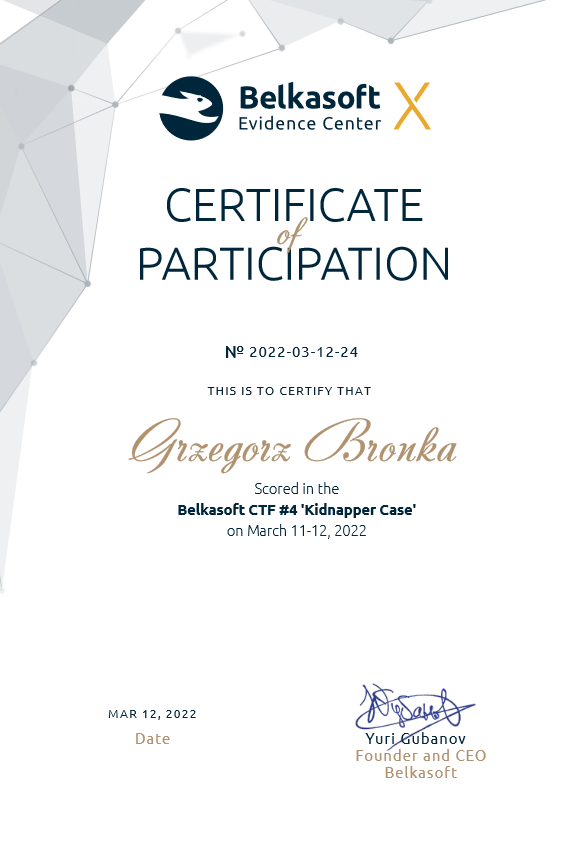 Belkasoft X
Evidence Center
CERTIFICATE
of
PARTICIPATION
№ 2022-03-12-24
THIS IS TO CERTIFY THAT
Grzegorz Bronka
Scored in the
Belkasoft CTF #4 'Kidnapper Case'
on March 11-12, 2022
MAR 12, 2022
Date
Yuri Gubanov
Founder and CEO
Belkasoft